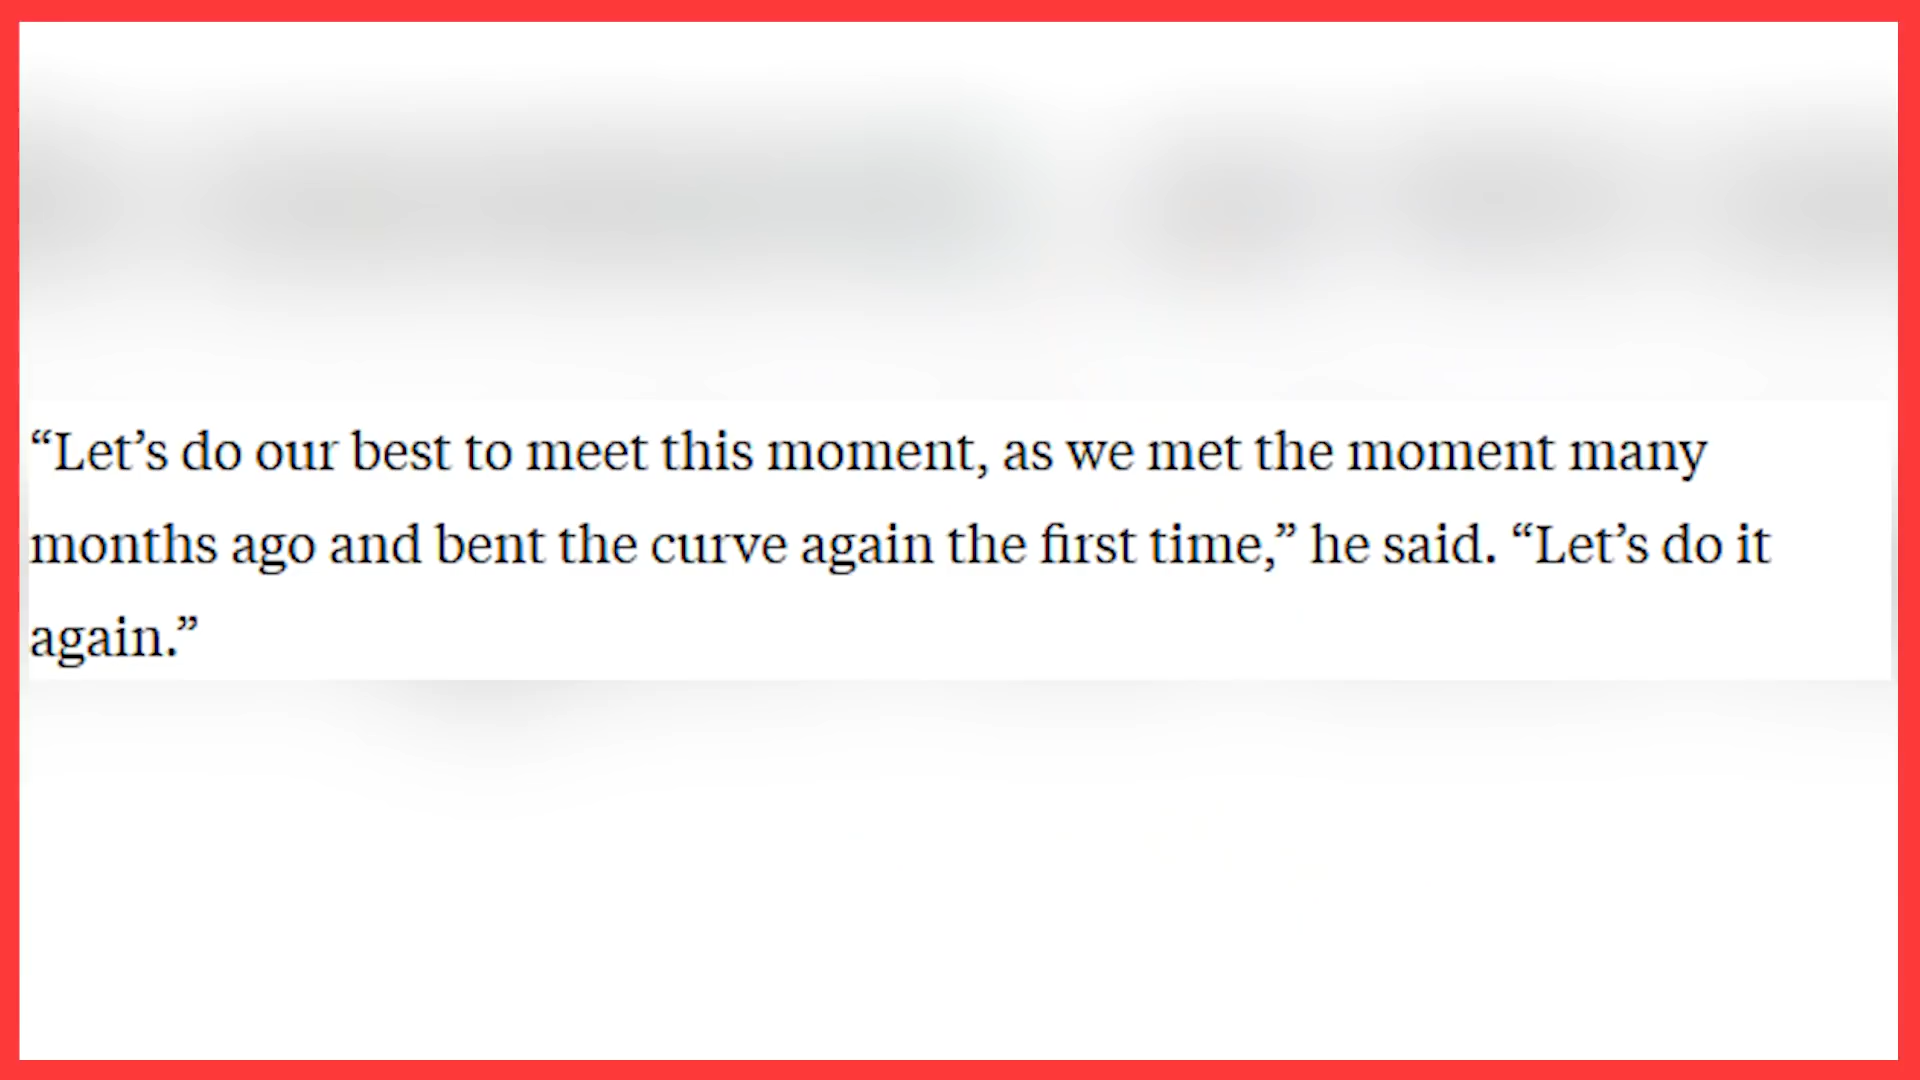 “Let’s do our best to meet this moment, as we met the moment many
months ago and bent the curve again the first time,” he said. “Let’s do it
again.”